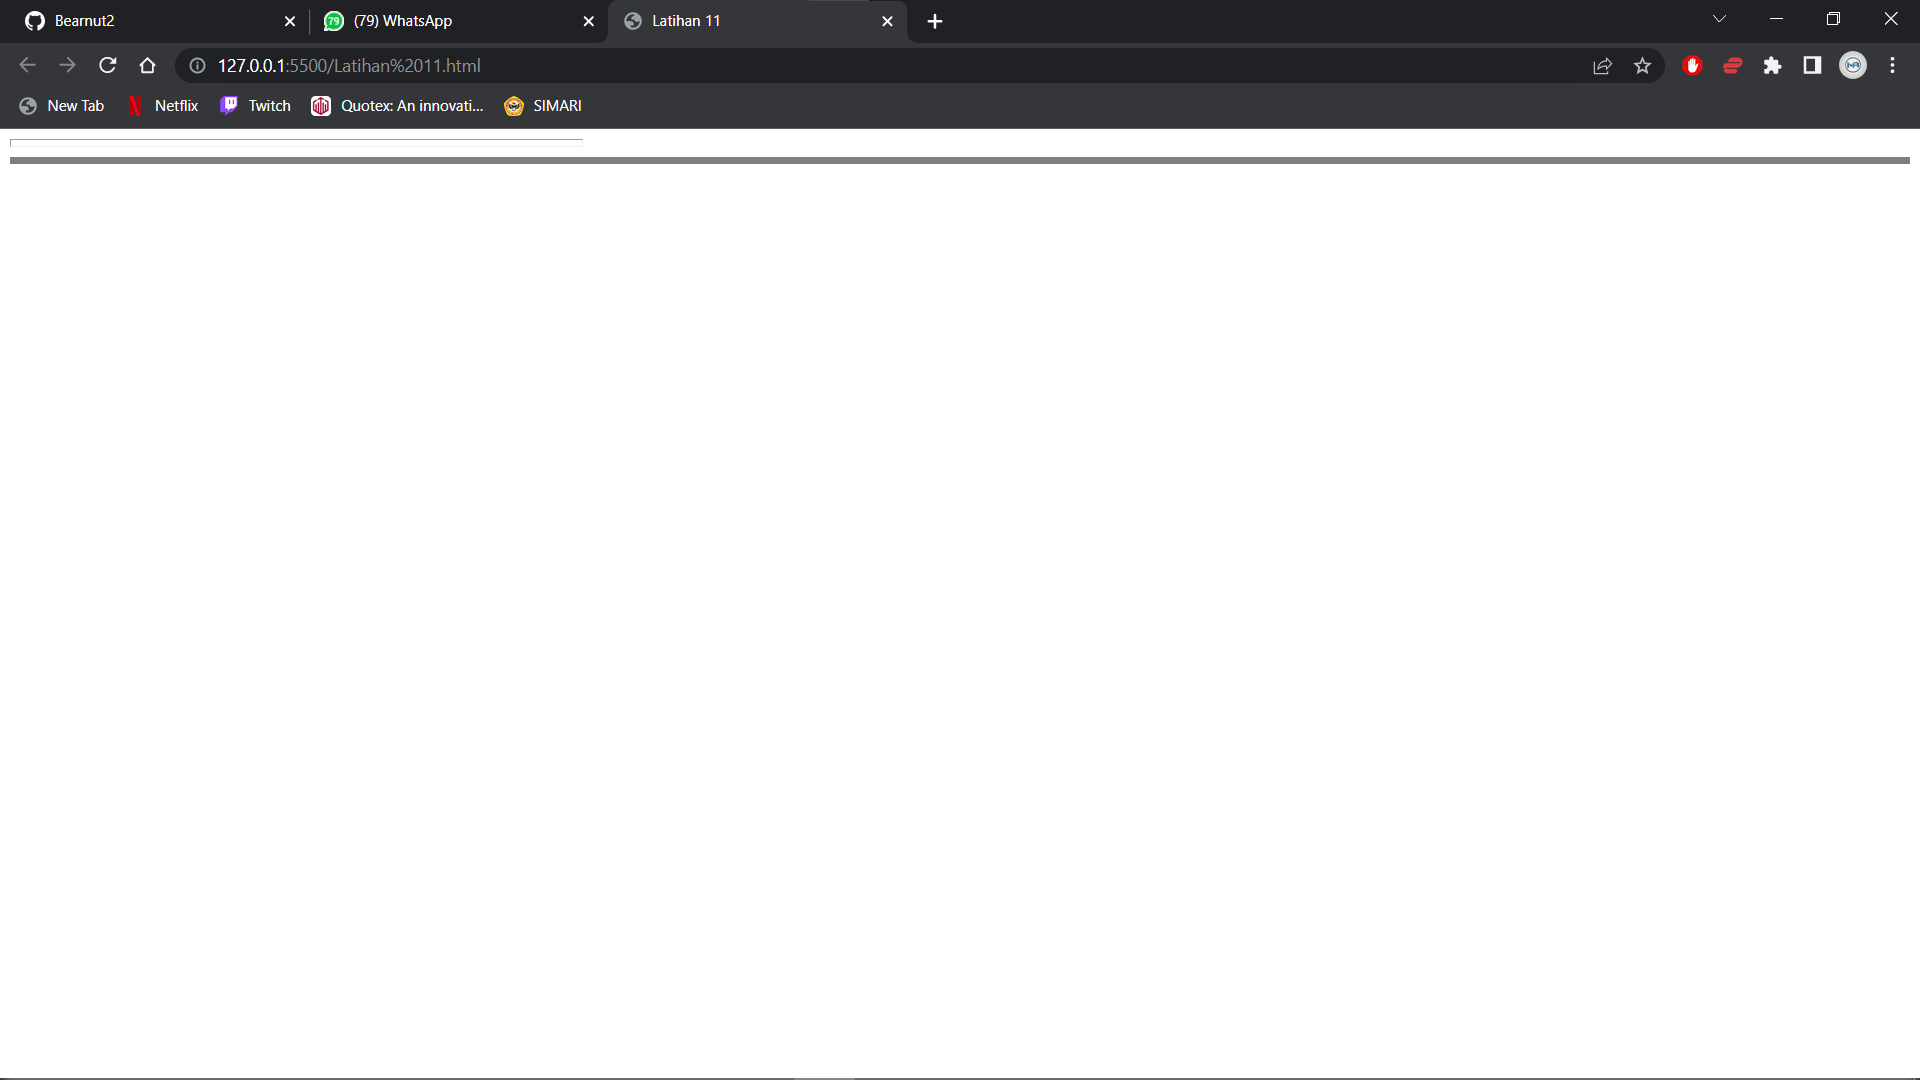 Bearnut2
79 (79) WhatsApp
Latihan 11
127.0.0.1:5500/Latihan%2011.html
New Tab
Netflix
Twitch
Quotex: An innovati...
SIMARI